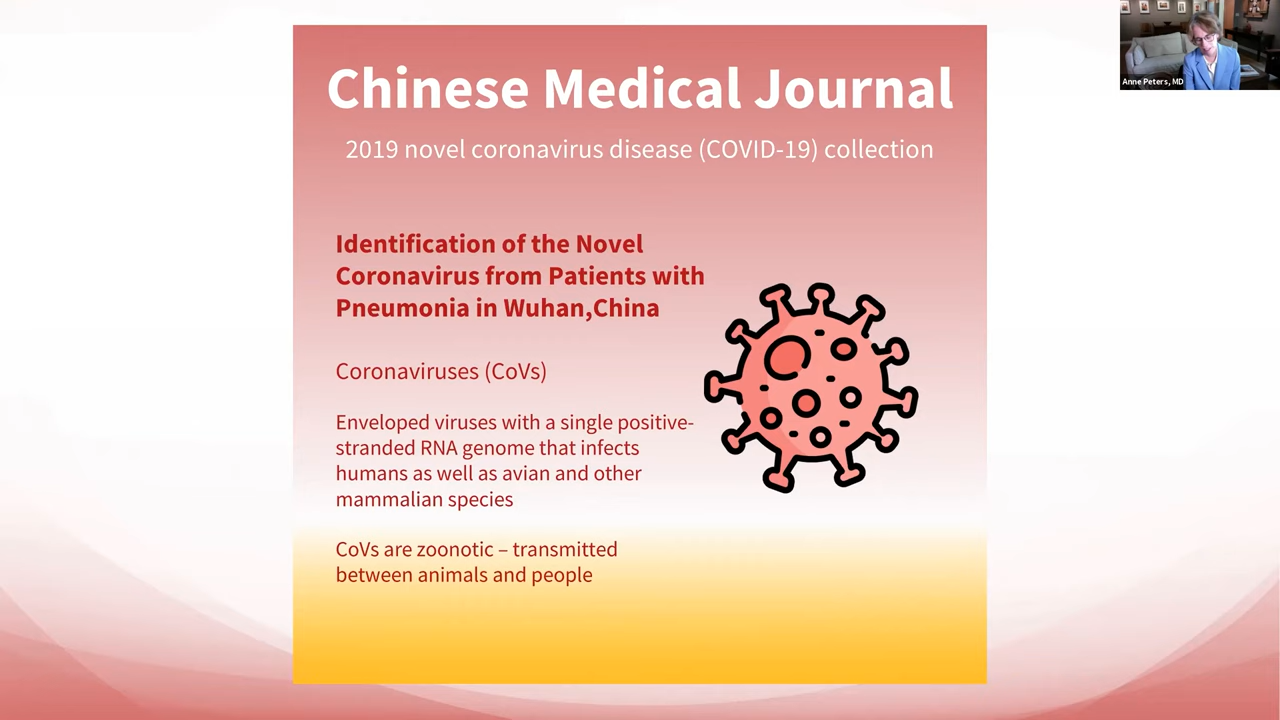 Chinese Medical Journal
2019 novel coronavirus disease (COVID-19) collection
Identification of the Novel
Coronavirus from Patients with
Pneumonia in Wuhan,China
Coronaviruses (CoVs)
Enveloped viruses with a single positive-
stranded RNA genome that infects
humans as well as avian and other
mammalian species
CoVs are zoonotic – transmitted
between animals and people
Anne Peters, MD